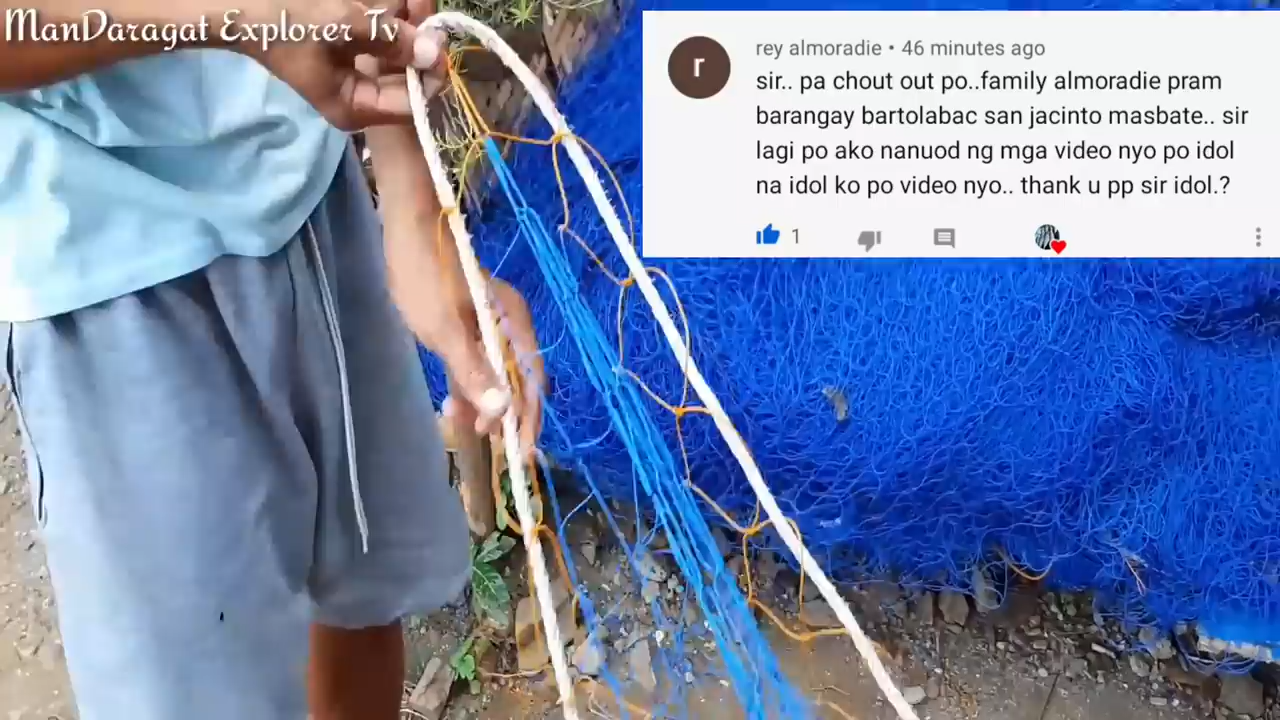 ManDaragat Explorer Tv
rey almoradie • 46 minutes ago
r
sir.. pa chout out po..family almoradie pram
barangay bartolabac san jacinto masbate.. sir
lagi po ako nanuod ng mga video nyo po idol
na idol ko po video nyo.. thank u pp sir idol.?
1